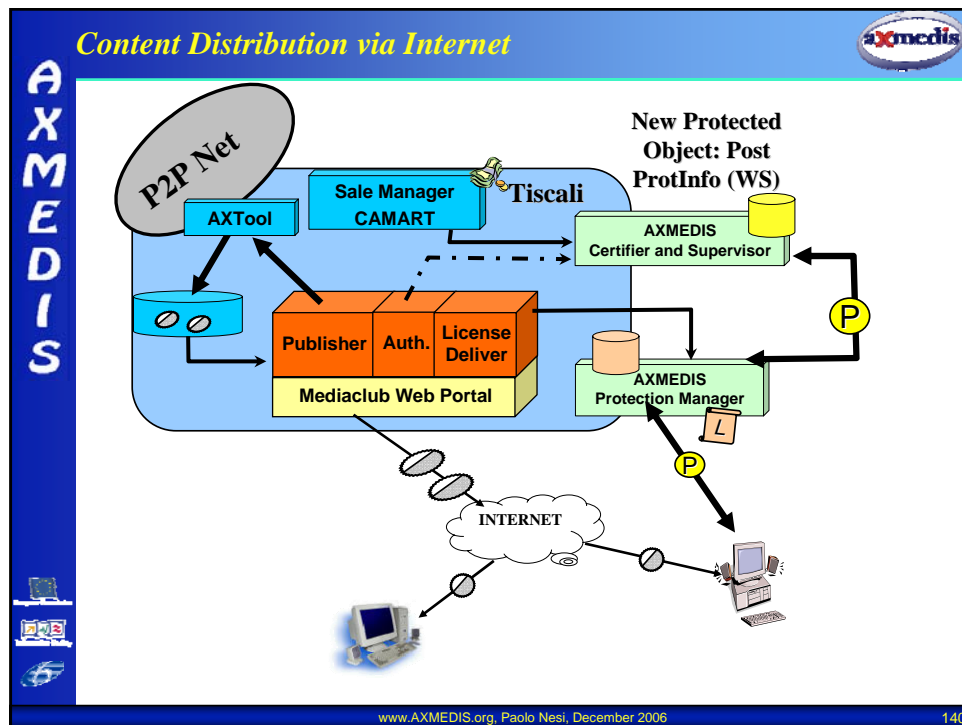 Content Distribution via Internet
axmedis
AXMEDIS
P2P Net
New Protected
Object: Post
ProtInfo (WS)
Sale Manager
CAMART
Tiscali
AXTool
AXMEDIS
Certifier and Supervisor
P
Publisher
Auth.
License
Deliver
Mediaclub Web Portal
AXMEDIS
Protection Manager
L
P
INTERNET
www.AXMEDIS.org, Paolo Nesi, December 2006
140